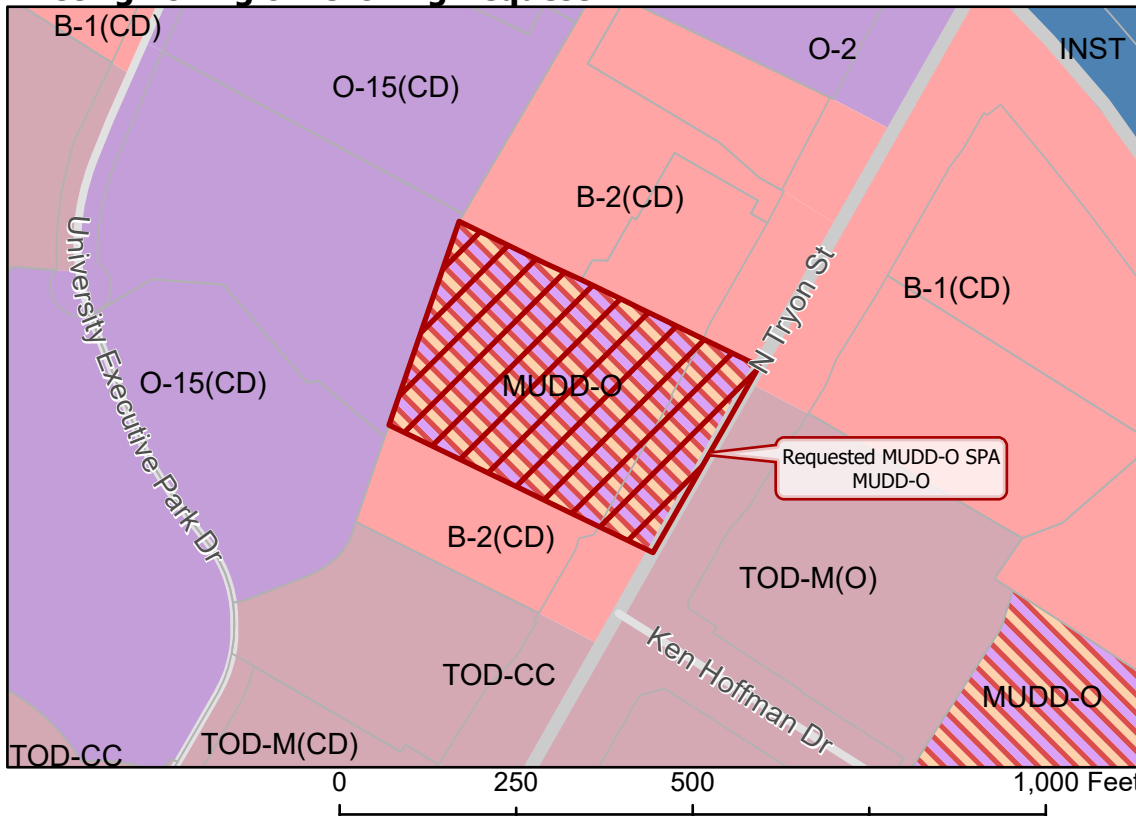 B-1(CD)
O-2
INST
O-15(CD)
B-2(CD)
University Executive Park Dr
N Tryon St
B-1(CD)
O-15(CD)
MUDD-O
Requested MUDD-O SPA
MUDD-O
B-2(CD)
TOD-M(O)
Ken Hoffman Dr
TOD-CC
MUDD-O
TOD-CC
TOD-M(CD)
0 250 500 1,000 Feet